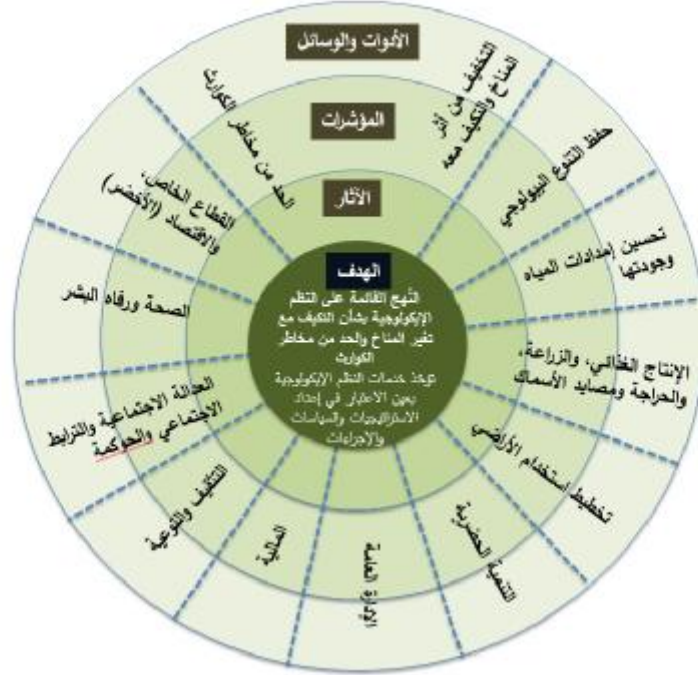 الأدوات والوسائل
المؤشرات
الآثار
الهدف
النُهج القائمة على النظم
الإيكولوجية بشأن التكيف مع
تغير المناخ والحد من مخاطر
الكوارث
تؤخذ خدمات النظم الإيكولوجية
بعين الاعتبار في إعداد
الاستراتيجيات والسياسات
والإجراءات
التخفيف من أثر
المناخ والتكيف معه
حفظ التنوع البيولوجي
تحسين إمدادات المياه
وجودتها
الإنتاج الغذائي، والزراعة،
والحراجة ومصايد الأسماك
تخطيط استخدام الأراضي
التنمية الحضرية
الإدارة العامة
المالية
التثقيف والتوعية
العدالة الاجتماعية والترابط
الاجتماعي والحوكمة
الصحة ورفاه البشر
القطاع الخاص،
والاقتصاد (الأخضر)
الحد من مخاطر الكوارث